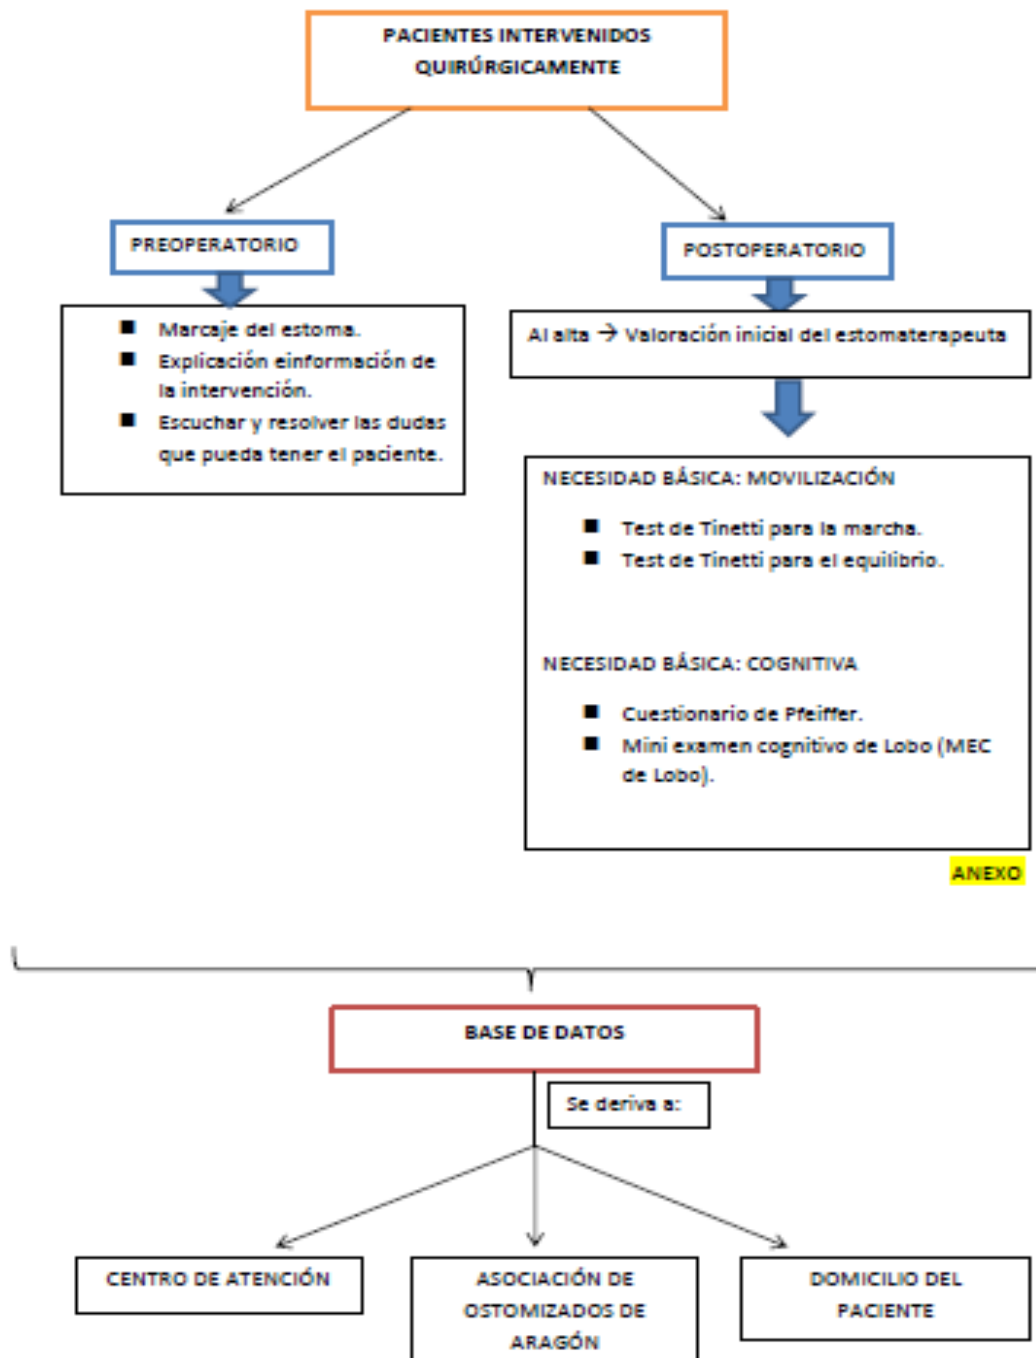 PACIENTES INTERVENIDOS
QUIRÚRGICAMENTE
PREOPERATORIO
■ Marcaje del estoma.
■ Explicación einformación de
la intervención.
■ Escuchar y resolver las dudas
que pueda tener el paciente.
POSTOPERATORIO
Al alta → Valoración inicial del estomaterapeuta
NECESIDAD BÁSICA: MOVILIZACIÓN
■ Test de Tinetti para la marcha.
■ Test de Tinetti para el equilibrio.
NECESIDAD BÁSICA: COGNITIVA
■ Cuestionario de Pfeiffer.
■ Mini examen cognitivo de Lobo (MEC
de Lobo).
ANEXO
BASE DE DATOS
Se deriva a:
CENTRO DE ATENCIÓN
ASOCIACIÓN DE
OSTOMIZADOS DE
ARAGÓN
DOMICILIO DEL
PACIENTE